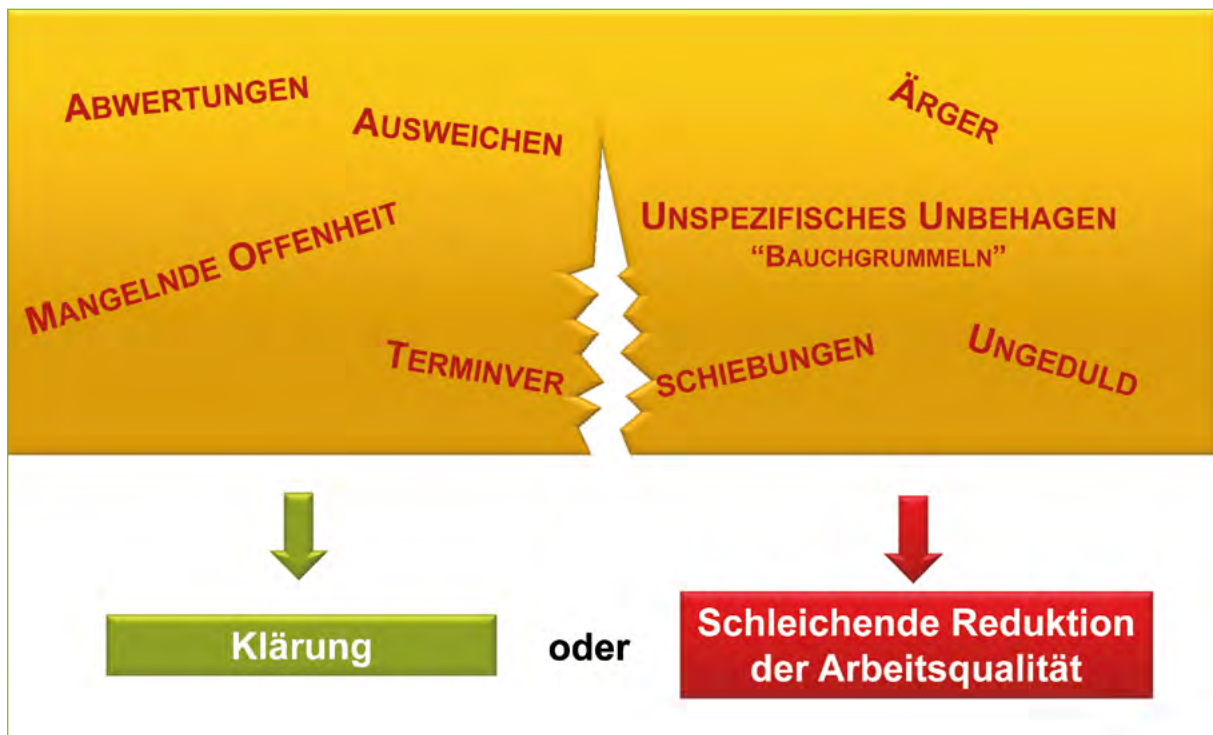 ABWERTUNGEN
AUSWEICHEN
ÄRGER
MANGELNDE OFFENHEIT
UNSPEZIFISCHES UNBEHAGEN
“BAUCHGRUMMELN”
TERMINVER
SCHIEBUNGEN
UNGEDULD
Klärung
oder
Schleichende Reduktion
der Arbeitsqualität